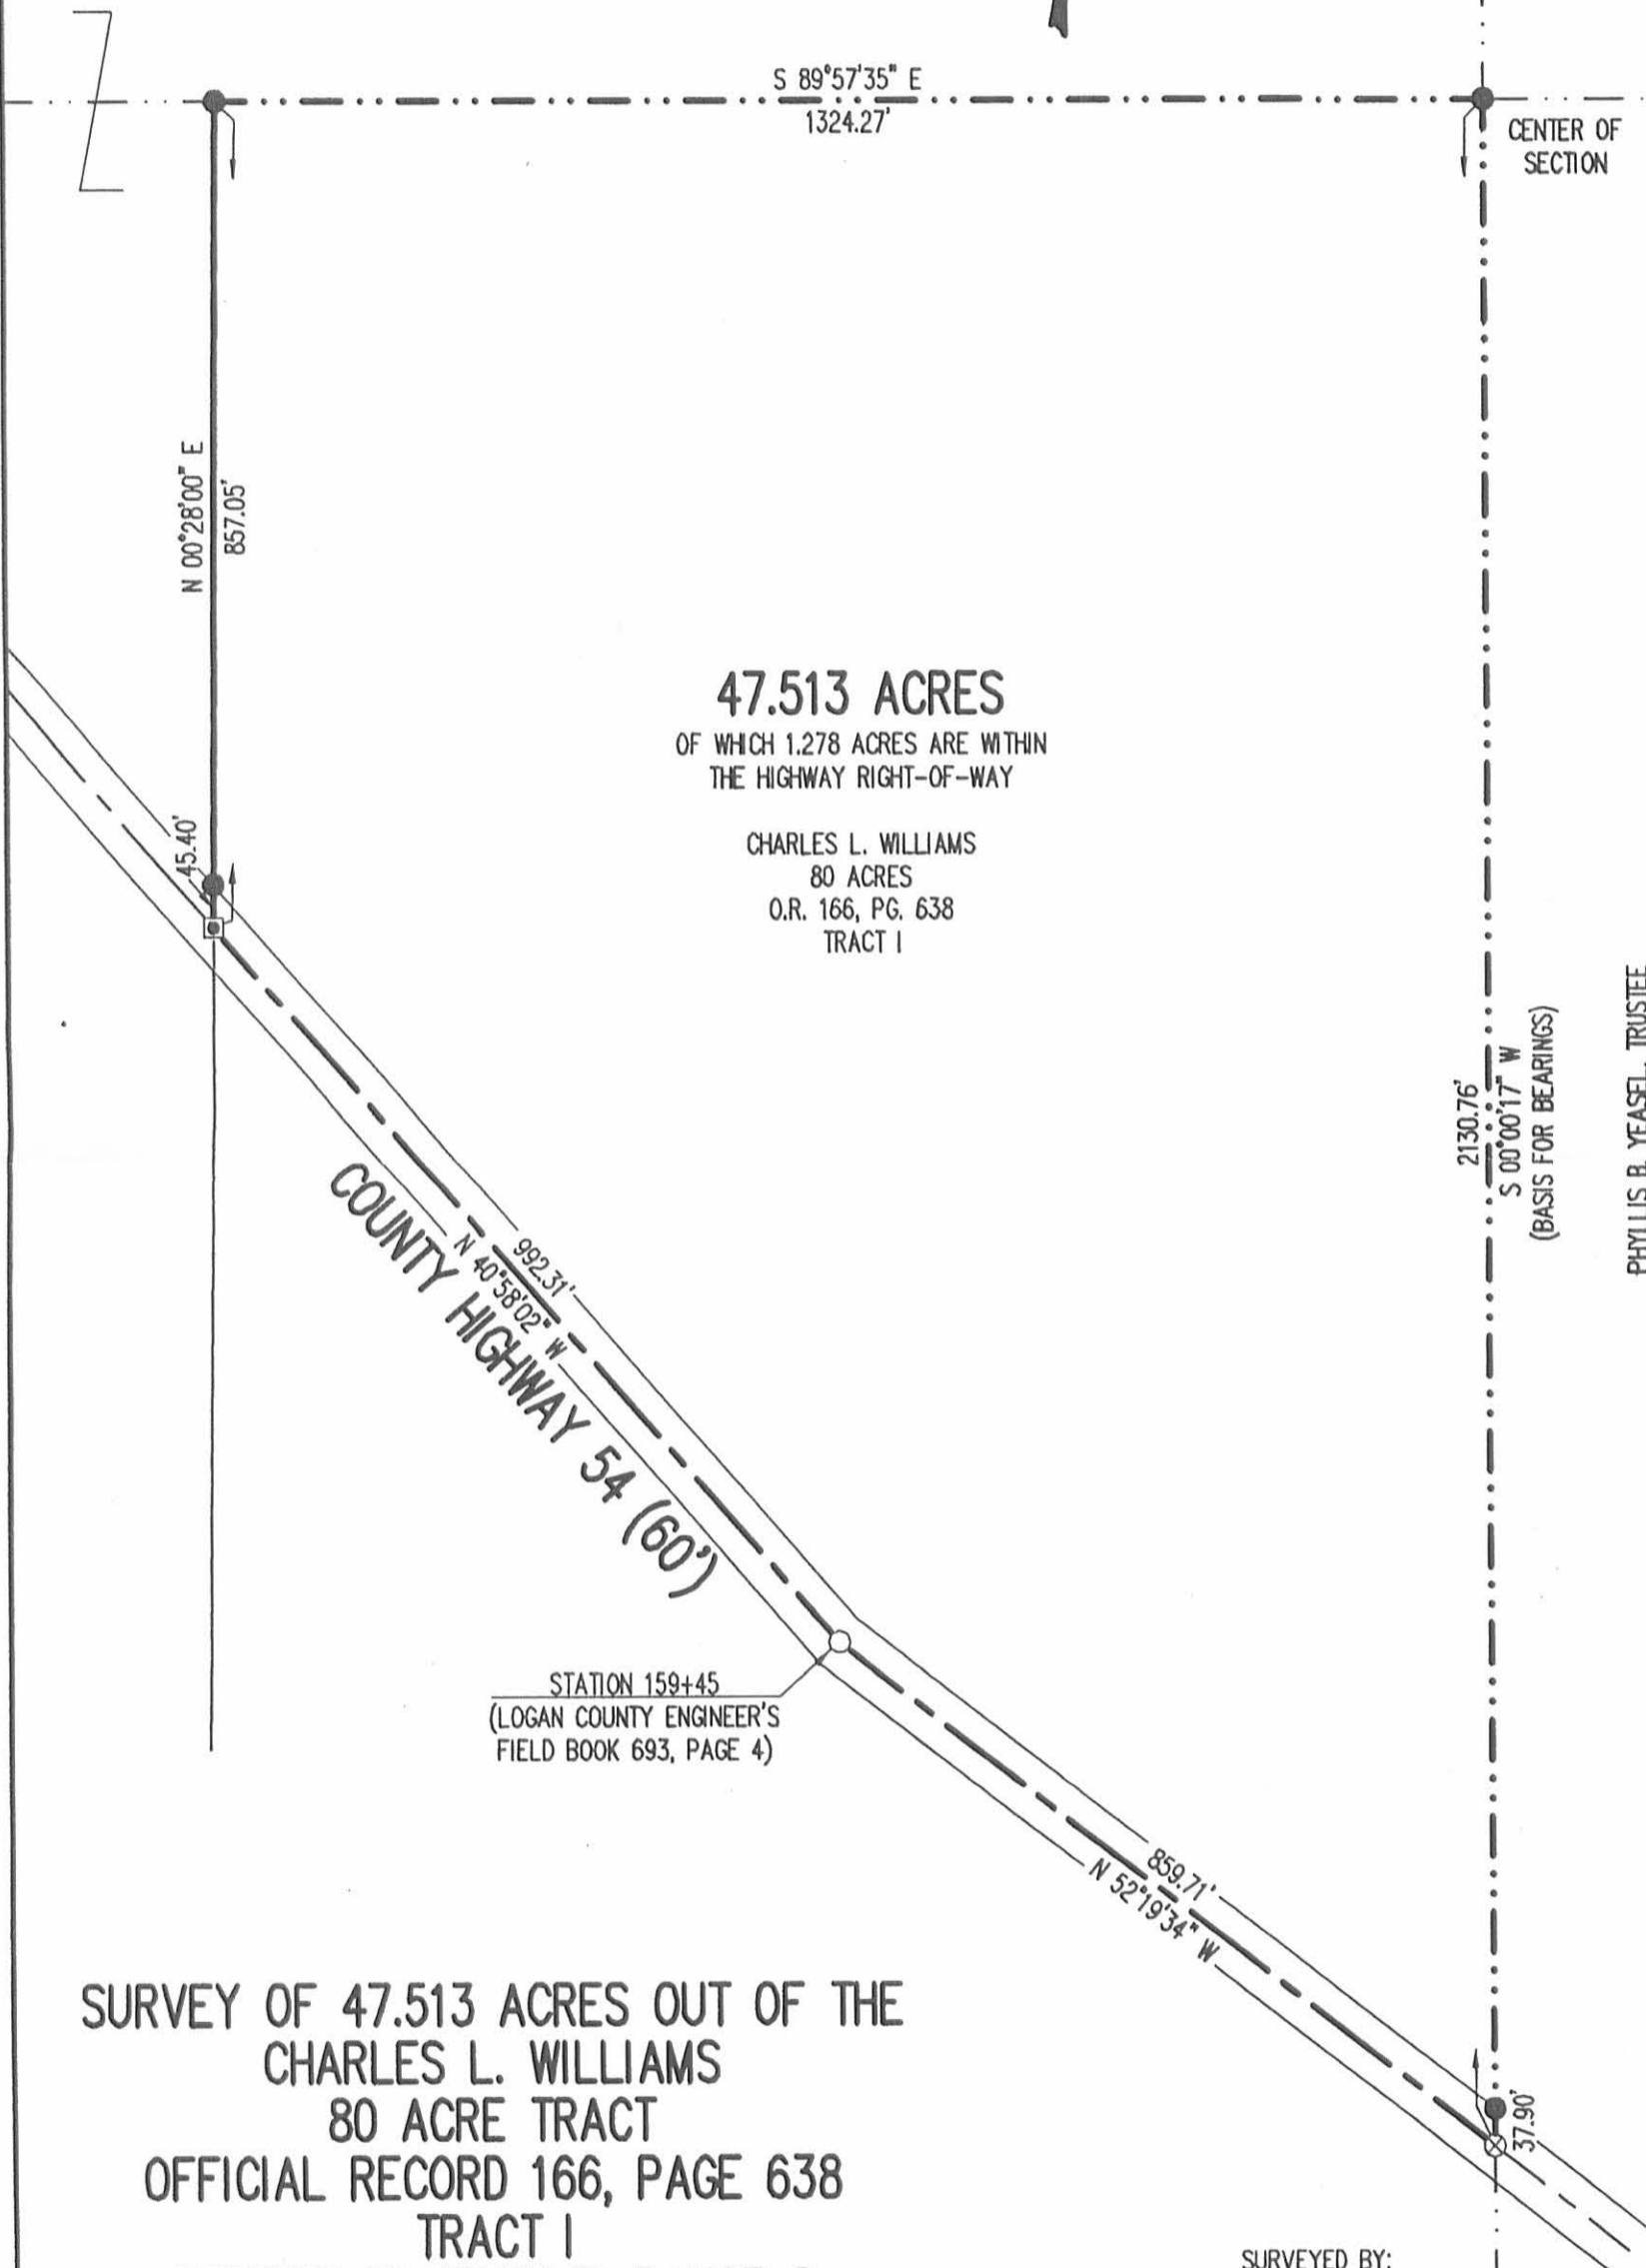 S 89°57'35" E
1324.27'
CENTER OF
SECTION
N 00°28'00" E
857.05'
47.513 ACRES
OF WHICH 1.278 ACRES ARE WITHIN
THE HIGHWAY RIGHT-OF-WAY
CHARLES L. WILLIAMS
80 ACRES
O.R. 166, PG. 638
TRACT I
45.40'
2130.76'
S 00°00'17" W
(BASIS FOR BEARINGS)
PHYLLIS B. YEASEL, TRUSTEE
992.31'
N 40°58'02" W
COUNTY HIGHWAY 54 (60')
STATION 159+45
(LOGAN COUNTY ENGINEER'S
FIELD BOOK 693, PAGE 4)
859.71'
N 52°19'34" W
37.90'
SURVEY OF 47.513 ACRES OUT OF THE
CHARLES L. WILLIAMS
80 ACRE TRACT
OFFICIAL RECORD 166, PAGE 638
TRACT I
SURVEYED BY: